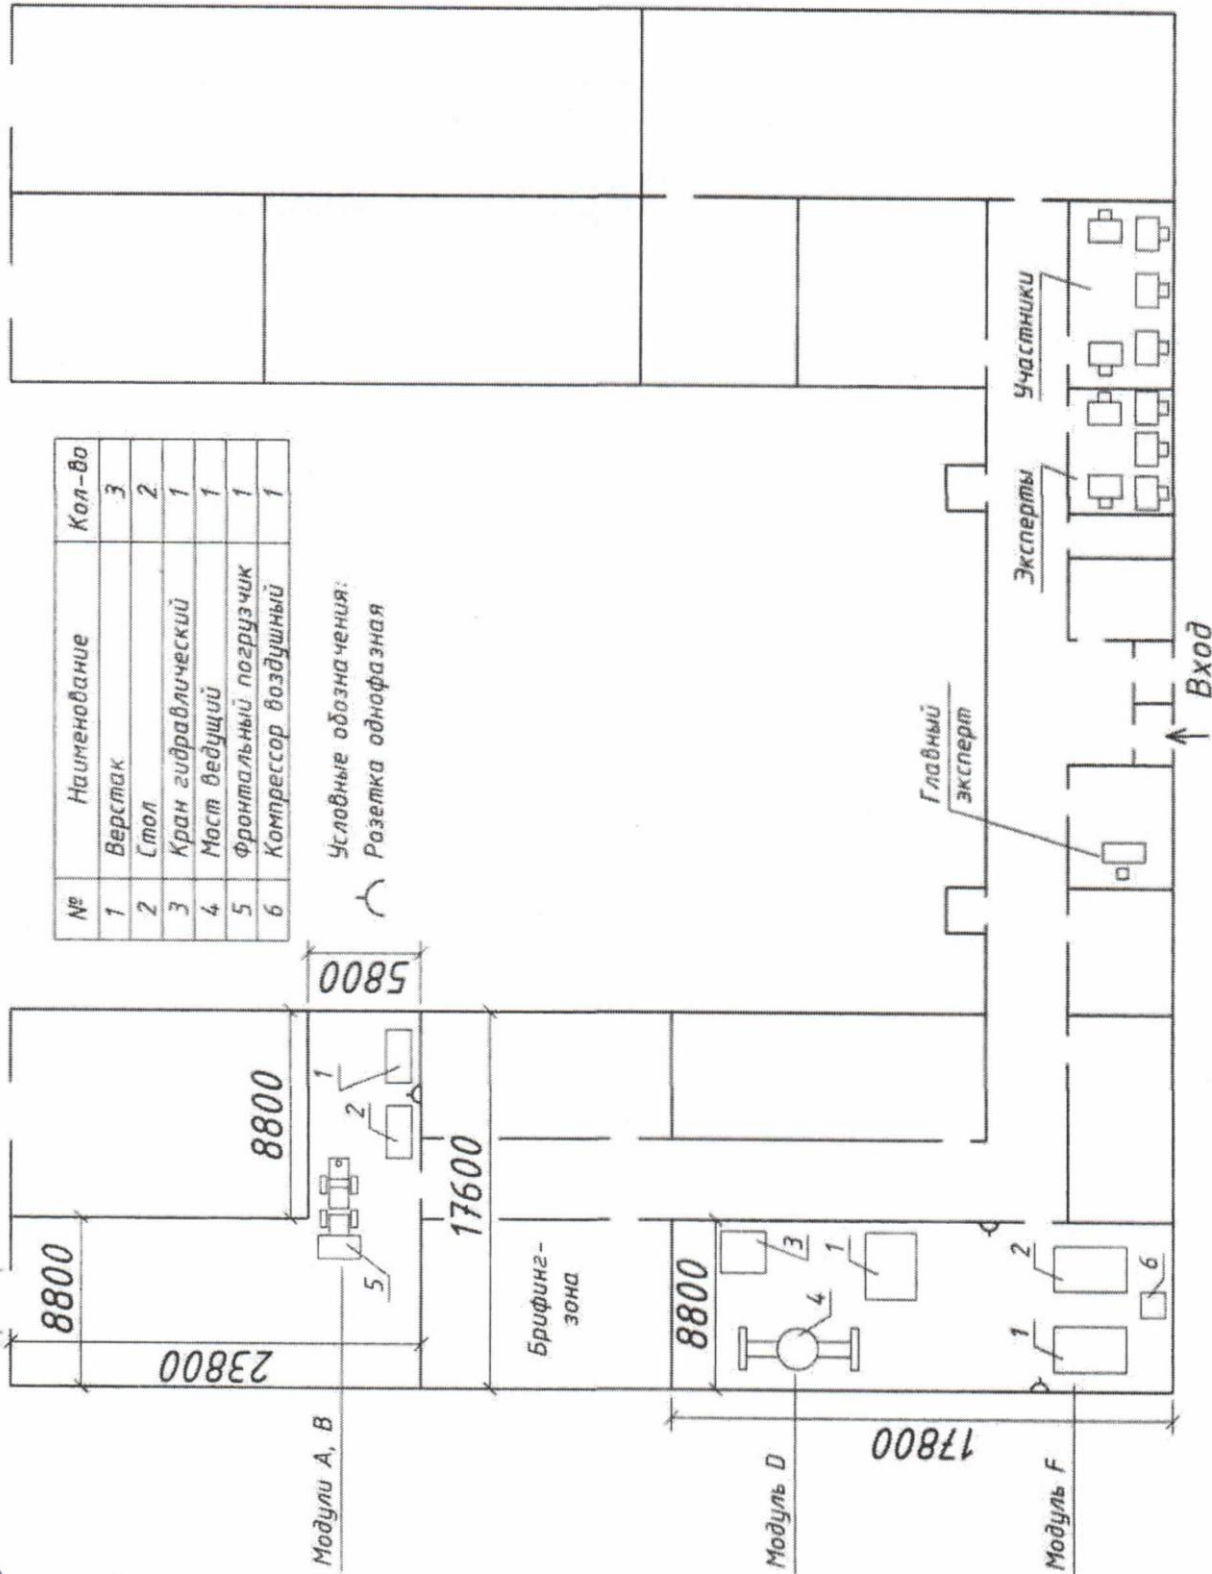 № Наименование Кол-во
1 Верстак 3
2 Стол 2
3 Кран гидравлический 1
4 Мост ведущий 1
5 Фронтальный погрузчик 1
6 Компрессор воздушный 1
Условные обозначения:
Розетка однофазная
8800
8800
5800
23800
17600
1
2
5
Модули А, В
Брифинг-
зона
8800
17800
3
1
4
2
1
6
Модуль D
Модуль F
Главный
эксперт
Эксперты
Участники
Вход